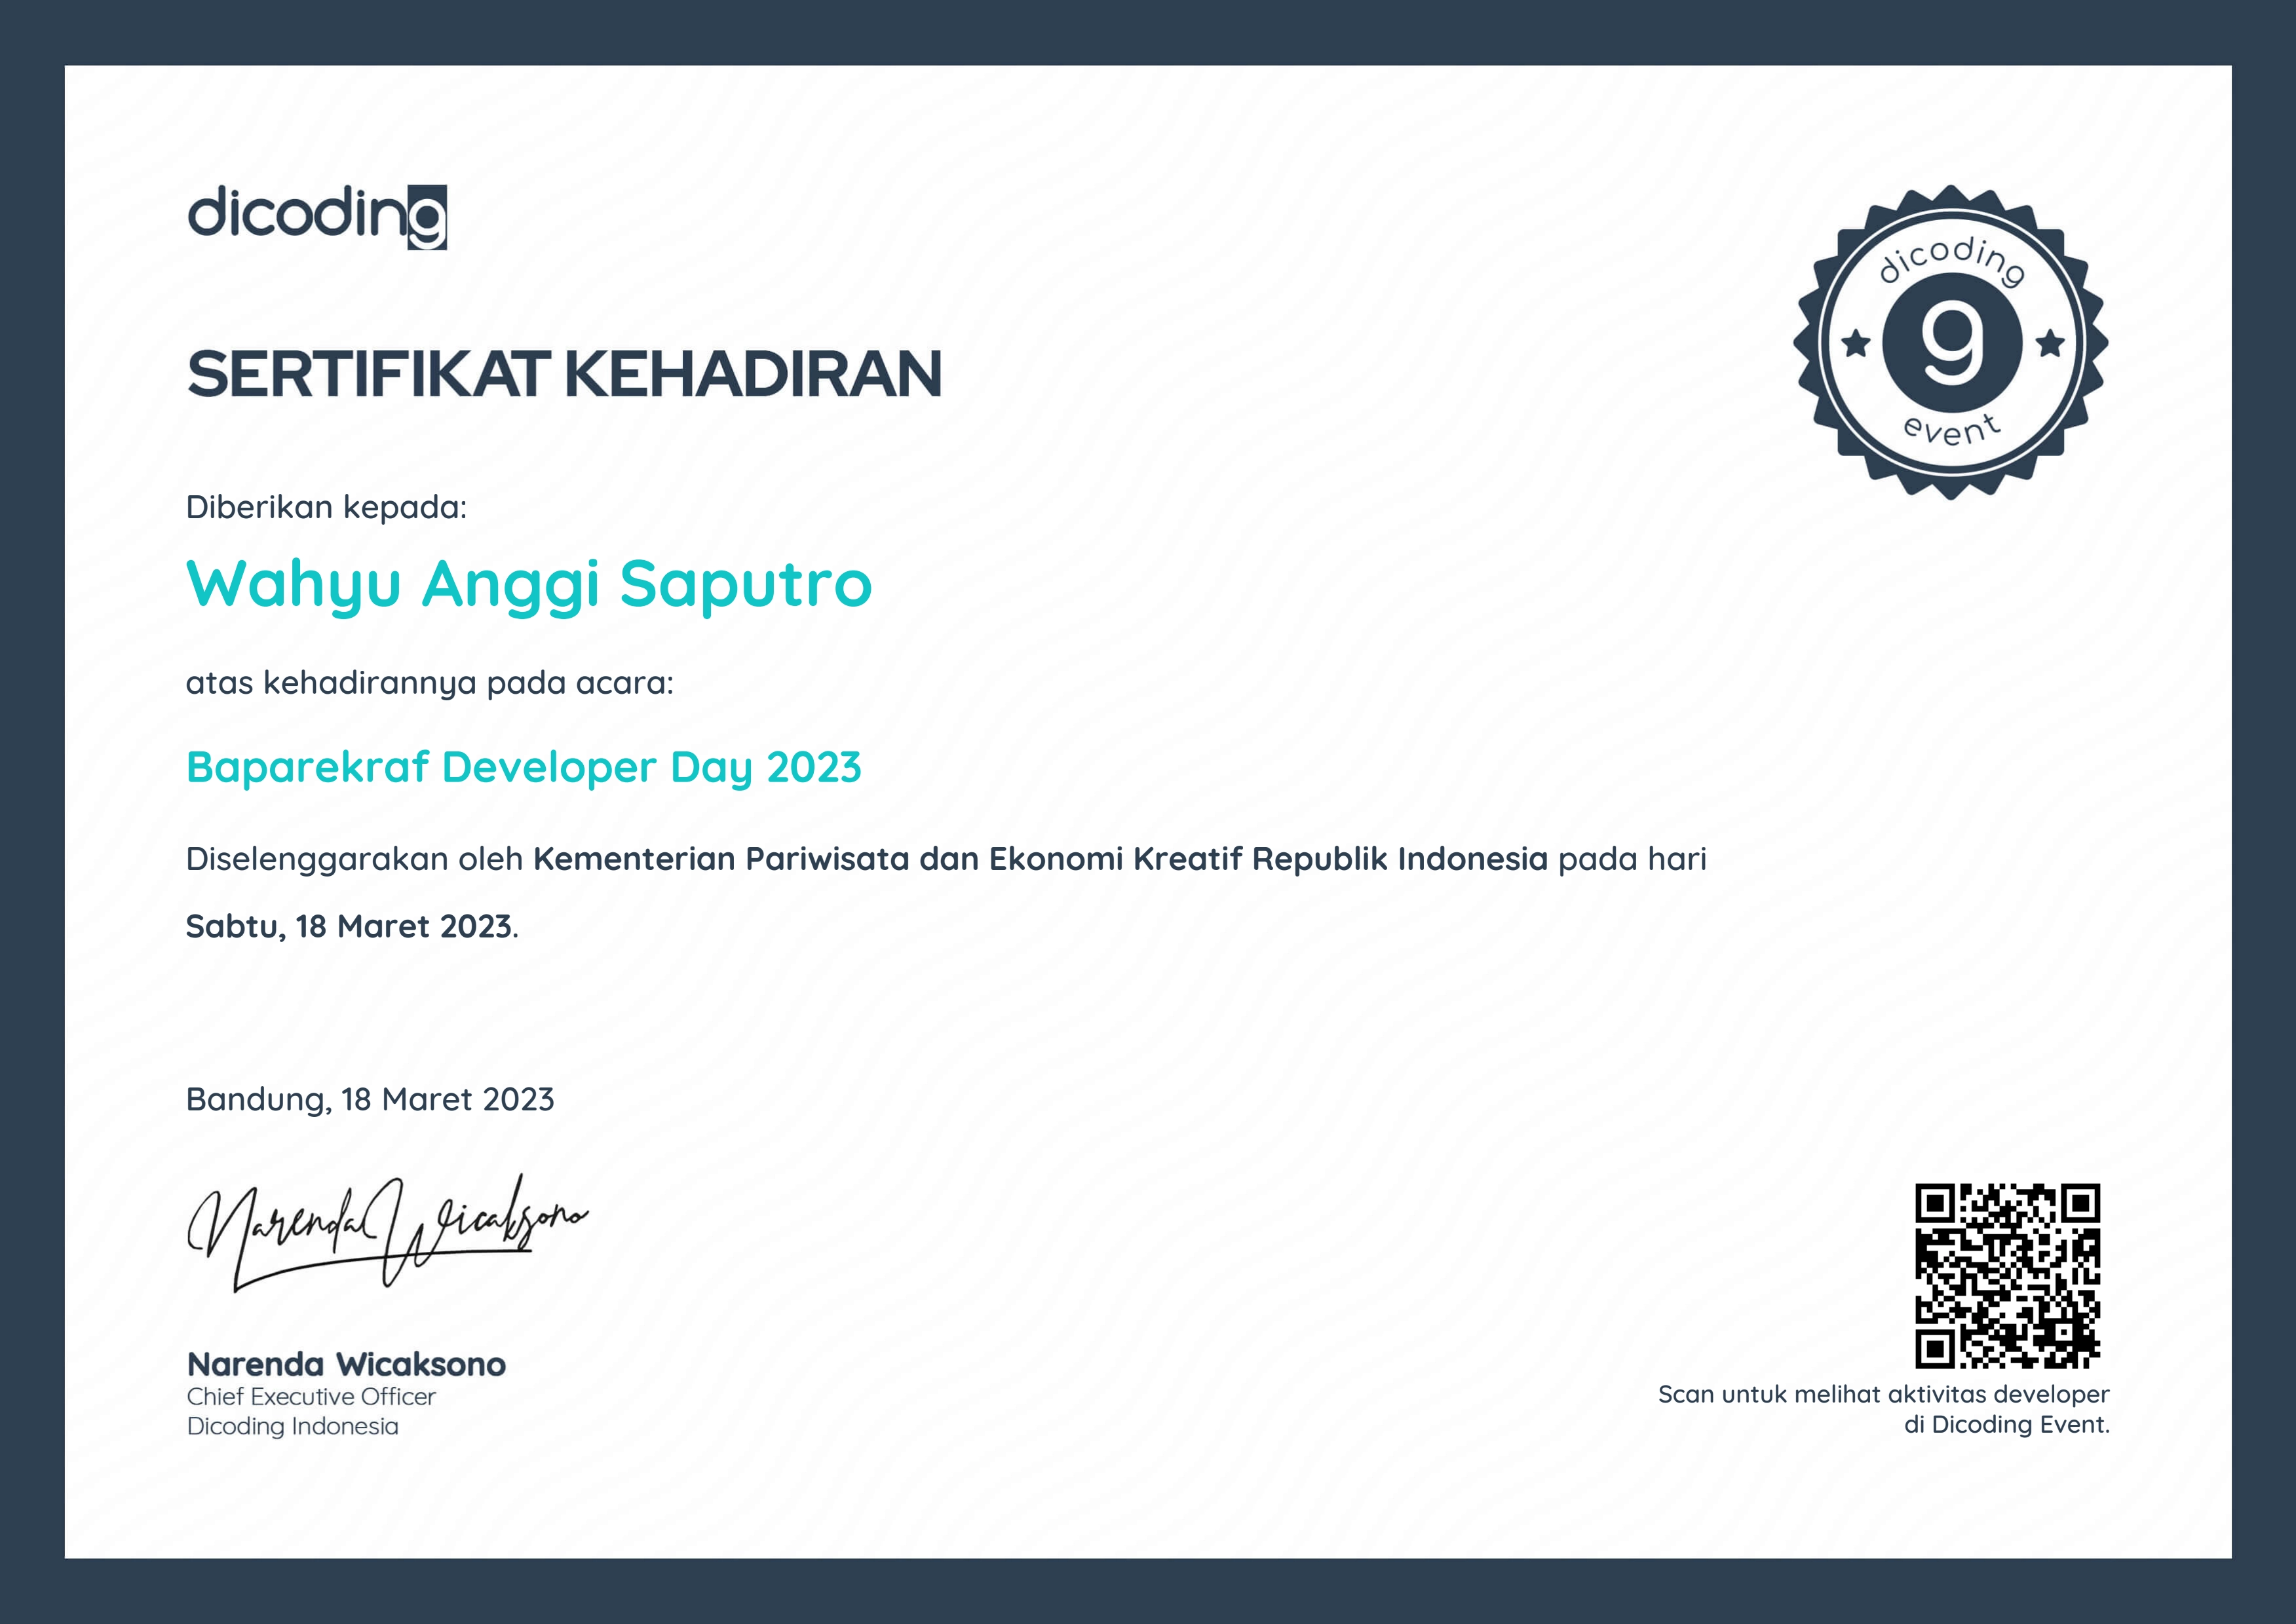 dicoding
SERTIFIKAT KEHADIRAN
dicoding
g
event
Diberikan kepada:
Wahyu Anggi Saputro
atas kehadirannya pada acara:
Baparekraf Developer Day 2023
Diselenggarakan oleh Kementerian Pariwisata dan Ekonomi Kreatif Republik Indonesia pada hari
Sabtu, 18 Maret 2023.
Bandung, 18 Maret 2023
Narenda Wicaksono
Narenda Wicaksono
Chief Executive Officer
Dicoding Indonesia
Scan untuk melihat aktivitas developer
di Dicoding Event.